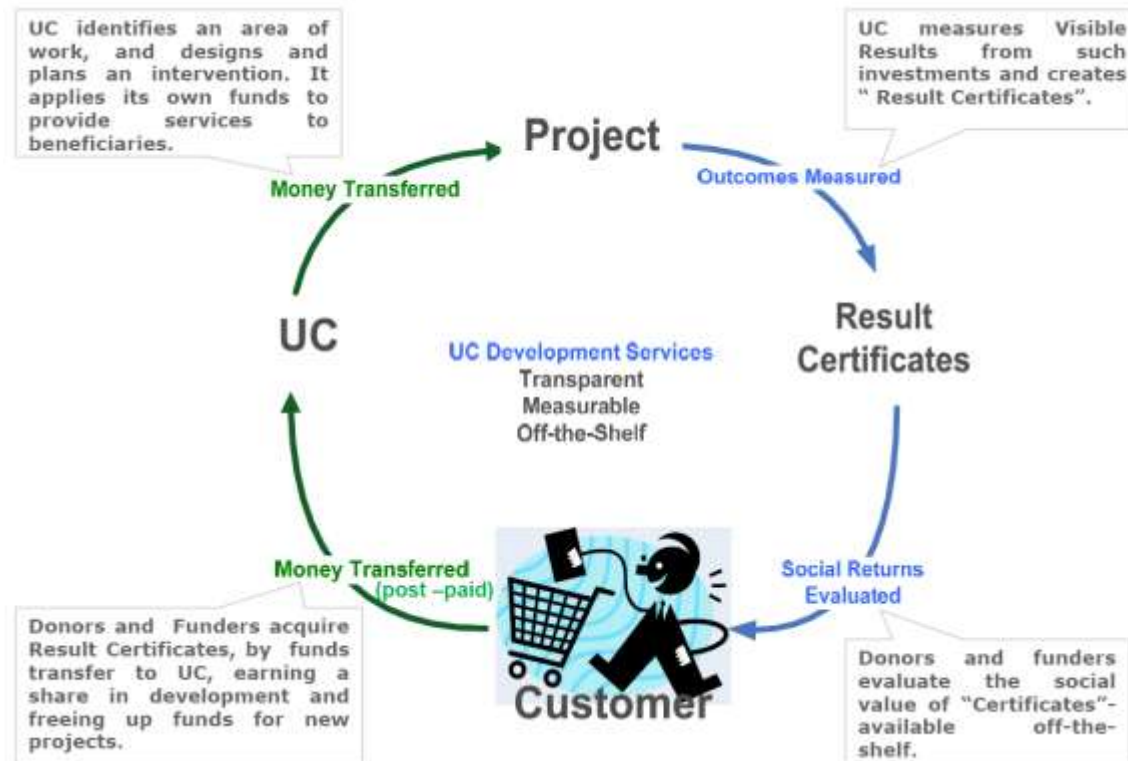 UC identifies an area of
work, and designs and
plans an intervention. It
applies its own funds to
provide services to
beneficiaries.
UC measures Visible
Results from such
investments and creates
“ Result Certificates”.
Project
Money Transferred
Outcomes Measured
UC
Result
Certificates
UC Development Services
Transparent
Measurable
Off-the-Shelf
Money Transferred
(post –paid)
Social Returns
Evaluated
Customer
Donors and Funders acquire
Result Certificates, by funds
transfer to UC, earning a
share in development and
freeing up funds for new
projects.
Donors and funders
evaluate the social
value of “Certificates”-
available off-the-
shelf.